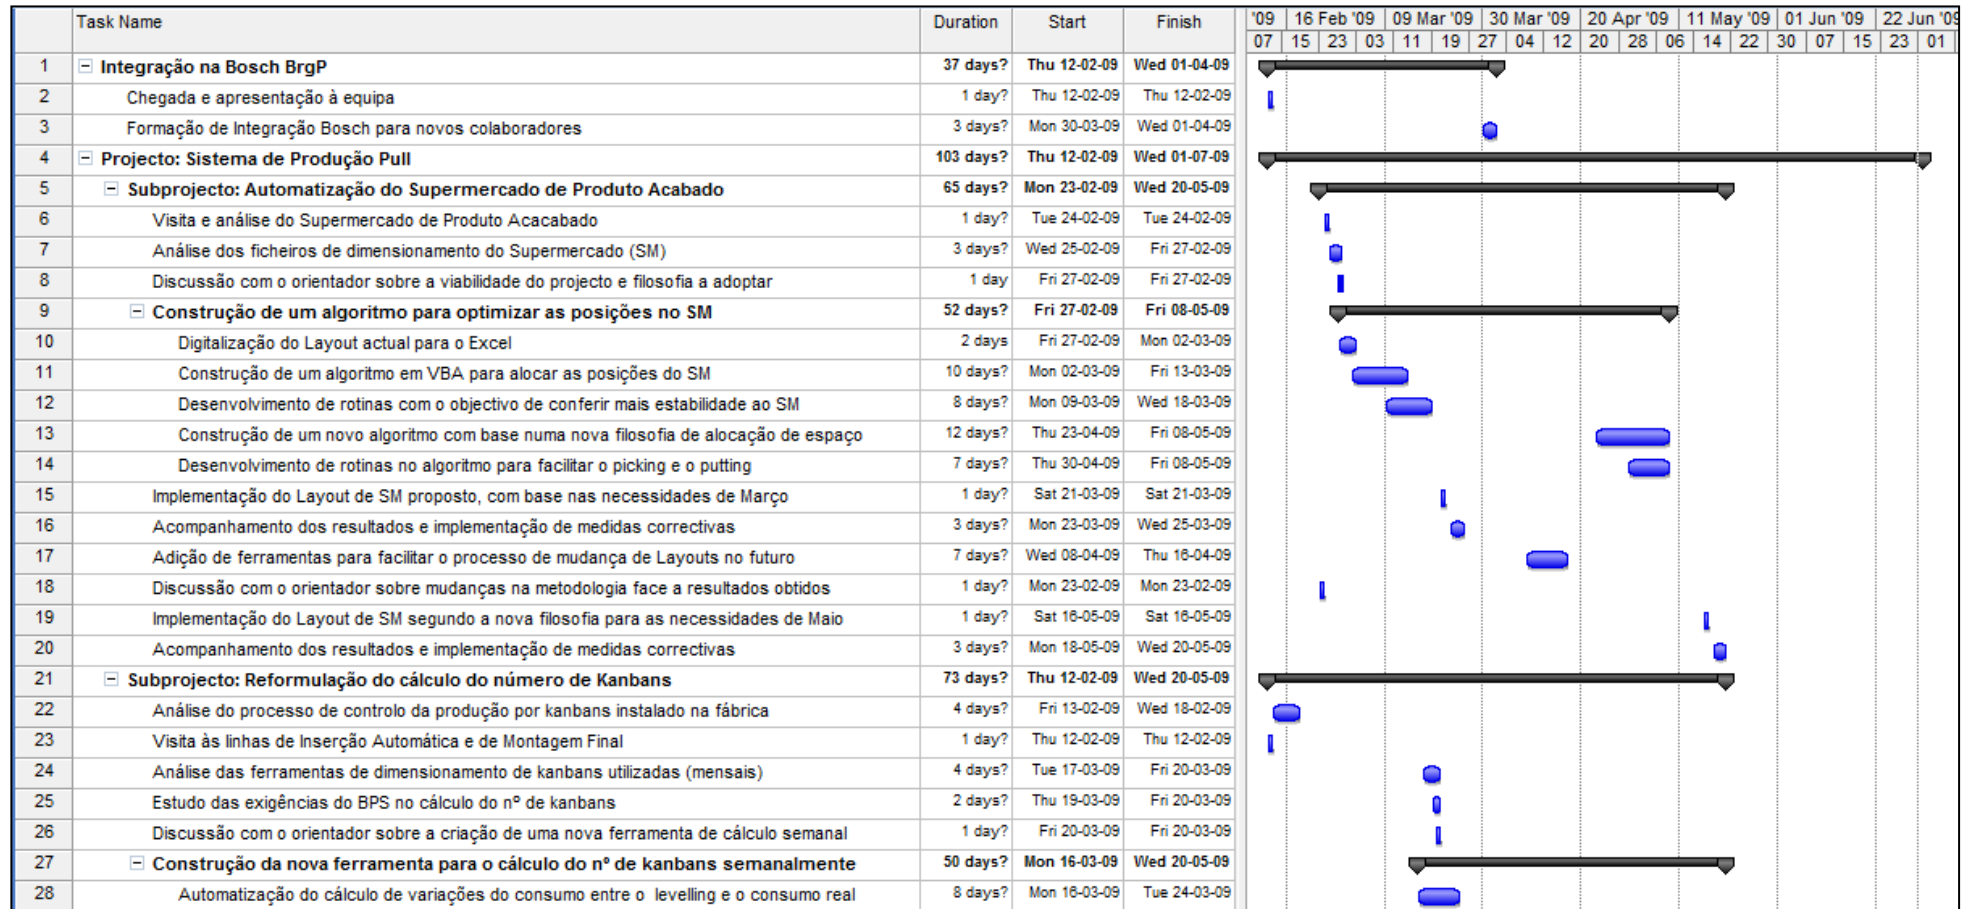 Task Name Duration Start Finish '09 16 Feb '09 09 Mar '09 30 Mar '09 20 Apr '09 11 May '09 01 Jun '09 22 Jun '09
07 15 23 03 11 19 27 04 12 20 28 06 14 22 30 07 15 23 01
1 Integração na Bosch BrgP 37 days? Thu 12-02-09 Wed 01-04-09
2 Chegada e apresentação à equipa 1 day? Thu 12-02-09 Thu 12-02-09
3 Formação de Integração Bosch para novos colaboradores 3 days? Mon 30-03-09 Wed 01-04-09
4 Projecto: Sistema de Produção Pull 103 days? Thu 12-02-09 Wed 01-07-09
5 Subprojecto: Automatização do Supermercado de Produto Acabado 65 days? Mon 23-02-09 Wed 20-05-09
6 Visita e análise do Supermercado de Produto Acacabado 1 day? Tue 24-02-09 Tue 24-02-09
7 Análise dos ficheiros de dimensionamento do Supermercado (SM) 3 days? Wed 25-02-09 Fri 27-02-09
8 Discussão com o orientador sobre a viabilidade do projecto e filosofia a adoptar 1 day Fri 27-02-09 Fri 27-02-09
9 Construção de um algoritmo para optimizar as posições no SM 52 days? Fri 27-02-09 Fri 08-05-09
10 Digitalização do Layout actual para o Excel 2 days Fri 27-02-09 Mon 02-03-09
11 Construção de um algoritmo em VBA para alocar as posições do SM 10 days? Mon 02-03-09 Fri 13-03-09
12 Desenvolvimento de rotinas com o objectivo de conferir mais estabilidade ao SM 8 days? Mon 09-03-09 Wed 18-03-09
13 Construção de um novo algoritmo com base numa nova filosofia de alocação de espaço 12 days? Thu 23-04-09 Fri 08-05-09
14 Desenvolvimento de rotinas no algoritmo para facilitar o picking e o putting 7 days? Thu 30-04-09 Fri 08-05-09
15 Implementação do Layout de SM proposto, com base nas necessidades de Março 1 day? Sat 21-03-09 Sat 21-03-09
16 Acompanhamento dos resultados e implementação de medidas correctivas 3 days? Mon 23-03-09 Wed 25-03-09
17 Adição de ferramentas para facilitar o processo de mudança de Layouts no futuro 7 days? Wed 08-04-09 Thu 16-04-09
18 Discussão com o orientador sobre mudanças na metodologia face a resultados obtidos 1 day? Mon 23-02-09 Mon 23-02-09
19 Implementação do Layout de SM segundo a nova filosofia para as necessidades de Maio 1 day? Sat 16-05-09 Sat 16-05-09
20 Acompanhamento dos resultados e implementação de medidas correctivas 3 days? Mon 18-05-09 Wed 20-05-09
21 Subprojecto: Reformulação do cálculo do número de Kanbans 73 days? Thu 12-02-09 Wed 20-05-09
22 Análise do processo de controlo da produção por kanbans instalado na fábrica 4 days? Fri 13-02-09 Wed 18-02-09
23 Visita às linhas de Inserção Automática e de Montagem Final 1 day? Thu 12-02-09 Thu 12-02-09
24 Análise das ferramentas de dimensionamento de kanbans utilizadas (mensais) 4 days? Tue 17-03-09 Fri 20-03-09
25 Estudo das exigências do BPS no cálculo do nº de kanbans 2 days? Thu 19-03-09 Fri 20-03-09
26 Discussão com o orientador sobre a criação de uma nova ferramenta de cálculo semanal 1 day? Fri 20-03-09 Fri 20-03-09
27 Construção da nova ferramenta para o cálculo do nº de kanbans semanalmente 50 days? Mon 16-03-09 Wed 20-05-09
28 Automatização do cálculo de variações do consumo entre o levelling e o consumo real 8 days? Mon 16-03-09 Tue 24-03-09